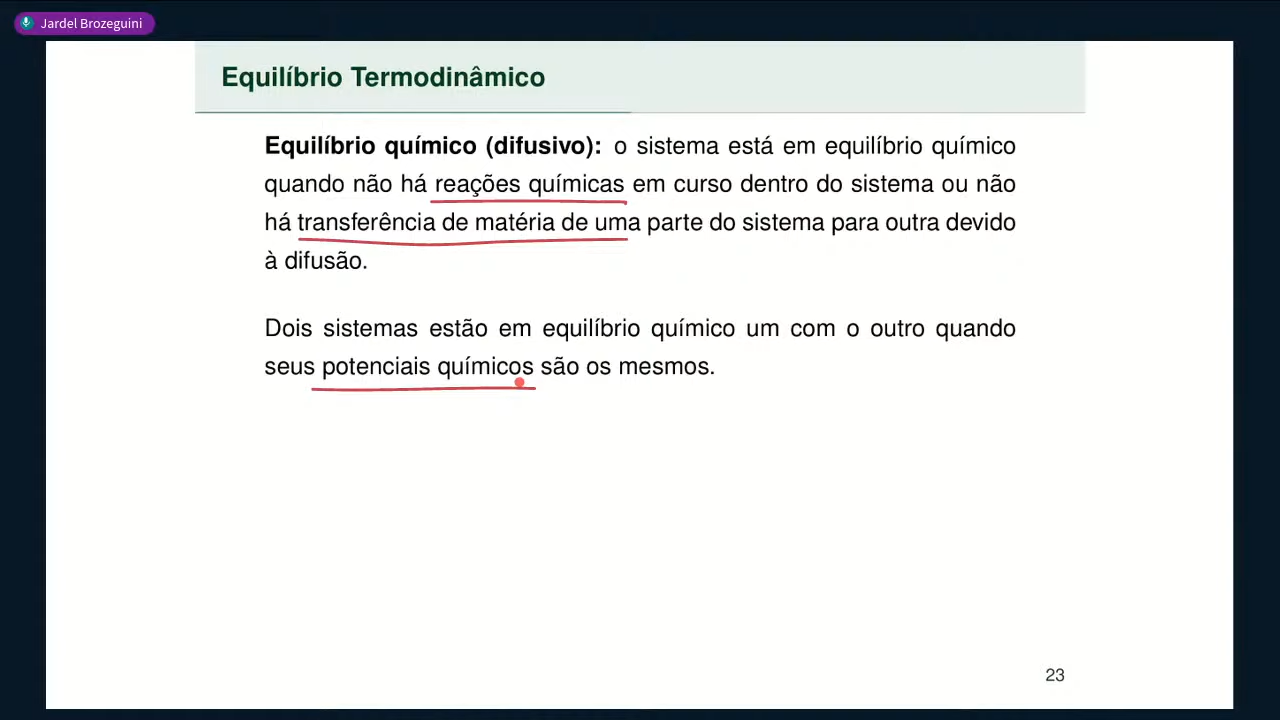 Jardel Brozeguini
Equilíbrio Termodinâmico
Equilíbrio químico (difusivo): o sistema está em equilíbrio químico
quando não há reações químicas em curso dentro do sistema ou não
há transferência de matéria de uma parte do sistema para outra devido
à difusão.
Dois sistemas estão em equilíbrio químico um com o outro quando
seus potenciais químicos são os mesmos.
23